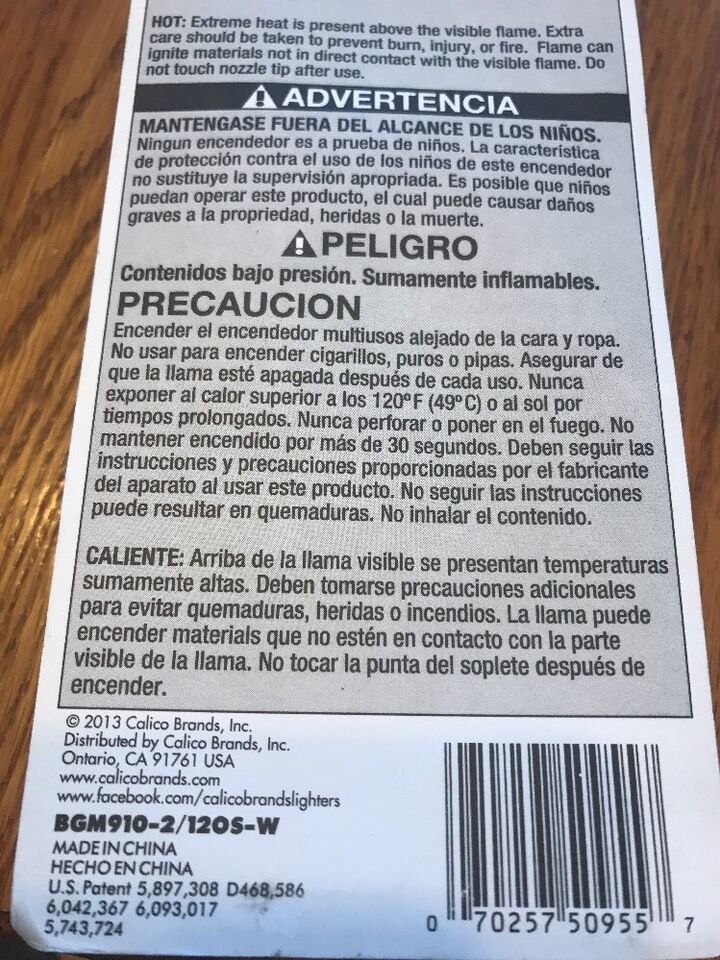 HOT: Extreme heat is present above the visible flame. Extra
care should be taken to prevent burn, injury, or fire. Flame can
ignite materials not in direct contact with the visible flame. Do
not touch nozzle tip after use.
ADVERTENCIA
MANTENGASE FUERA DEL ALCANCE DE LOS NIÑOS.
Ningun encendedor es a prueba de niños. La característica
de protección contra el uso de los niños de este encendedor
no sustituye la supervisión apropriada. Es posible que niños
puedan operar este producto, el cual puede causar daños
graves a la propriedad, heridas o la muerte.
PELIGRO
Contenidos bajo presión. Sumamente inflamables.
PRECAUCION
Encender el encendedor multiusos alejado de la cara y ropa.
No usar para encender cigarillos, puros o pipas. Asegurar de
que la llama esté apagada después de cada uso. Nunca
exponer al calor superior a los 120°F (49°C) o al sol por
tiempos prolongados. Nunca perforar o poner en el fuego. No
mantener encendido por más de 30 segundos. Deben seguir las
instrucciones y precauciones proporcionadas por el fabricante
del aparato al usar este producto. No seguir las instrucciones
puede resultar en quemaduras. No inhalar el contenido.
CALIENTE: Arriba de la llama visible se presentan temperaturas
sumamente altas. Deben tomarse precauciones adicionales
para evitar quemaduras, heridas o incendios. La llama puede
encender materials que no estén en contacto con la parte
visible de la llama. No tocar la punta del soplete después de
encender.
© 2013 Calico Brands, Inc.
Distributed by Calico Brands, Inc.
Ontario, CA 91761 USA
www.calicobrands.com
www.facebook.com/calicobrandslighters
BGM910-2/120S-W
MADE IN CHINA
HECHO EN CHINA
U.S. Patent 5,897,308 D468,586
6,042,367 6,093,017
5,743,724
0 70257 50955 7